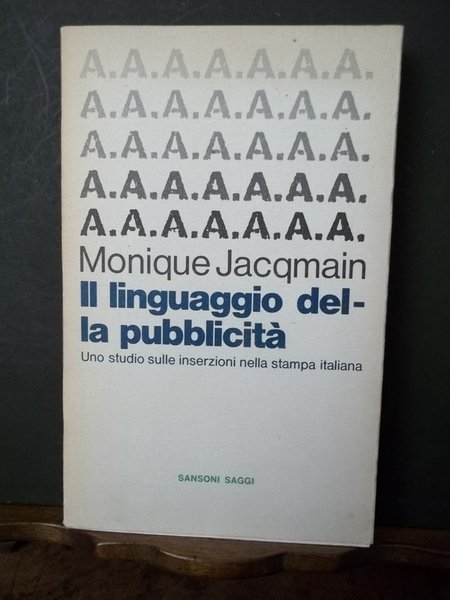 A.A.A.A.A.A.A.
A.A.A.A.A.A.A.
A.A.A.A.A.A.A.
A.A.A.A.A.A.A.
A.A.A.A.A.A.A.
Monique Jacqmain
Il linguaggio del-
la pubblicità
Uno studio sulle inserzioni nella stampa italiana
SANSONI SAGGI